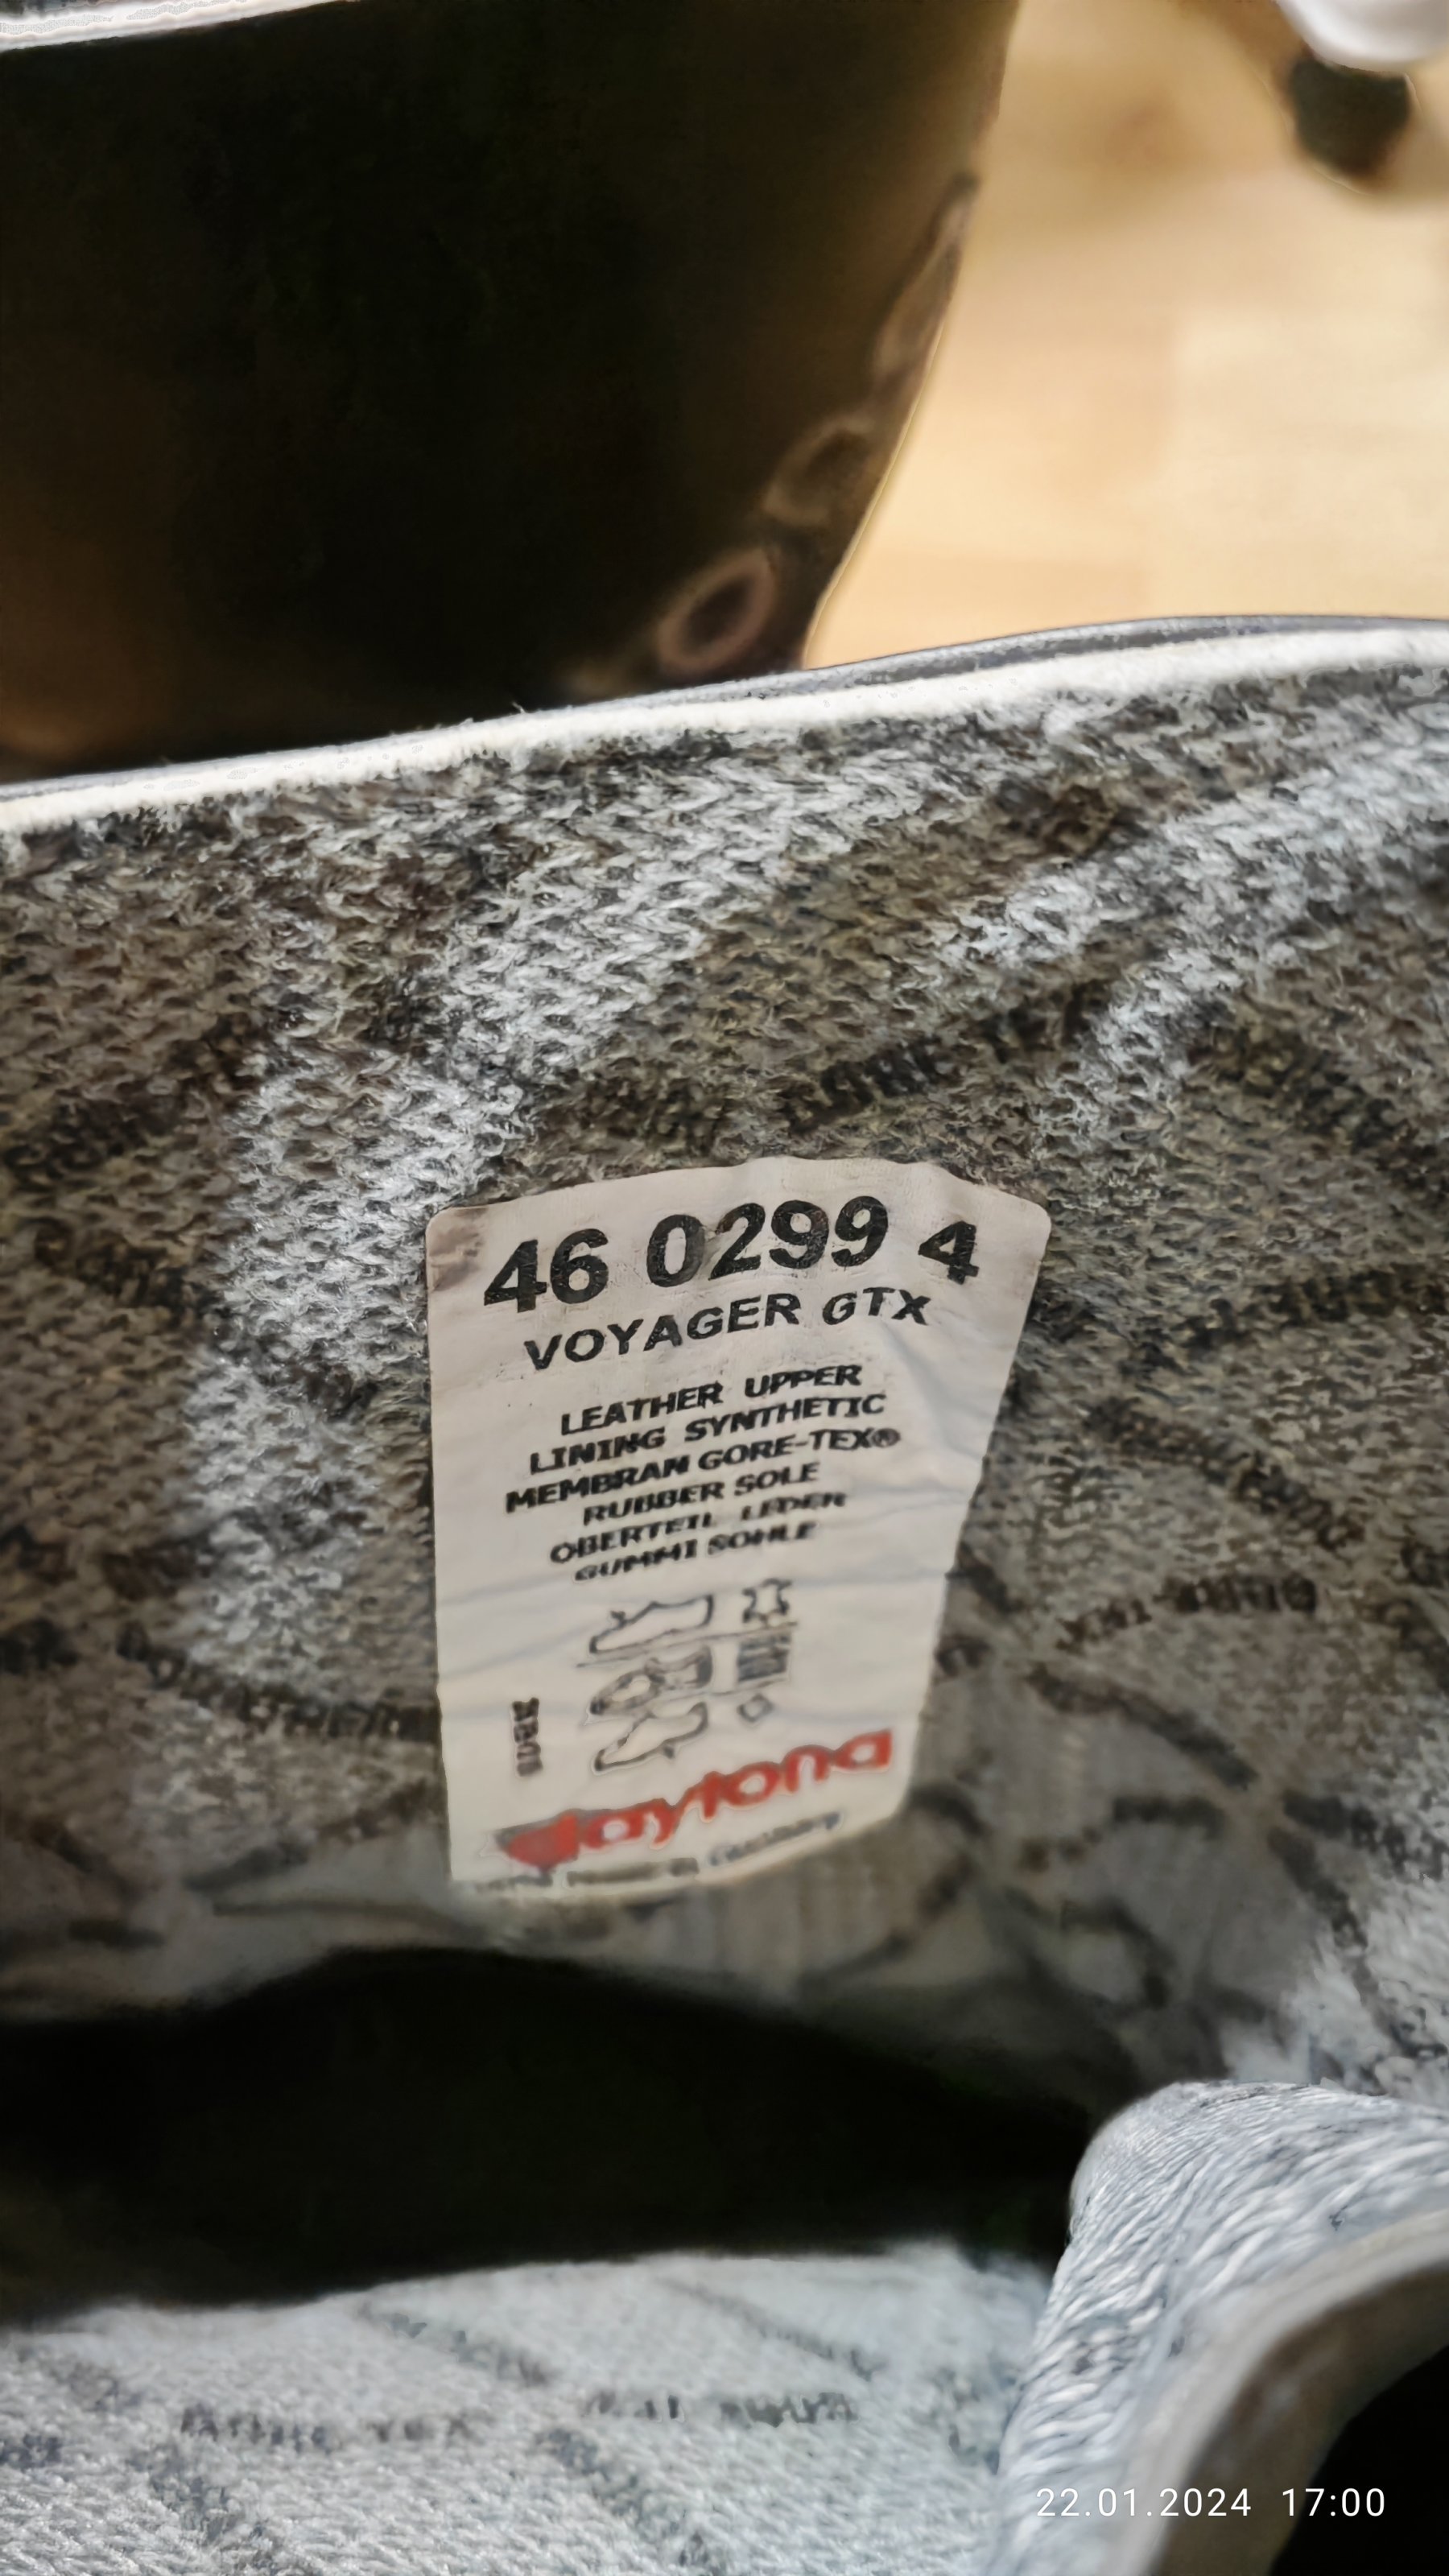 46 0299 4
VOYAGER GTX
LEATHER UPPER
LINING SYNTHETIC
MEMBRAN GORE-TEX®
RUBBER SOLE
OBERTEIL LEDER
GUMMI SOHLE
daytona
22.01.2024 17:00